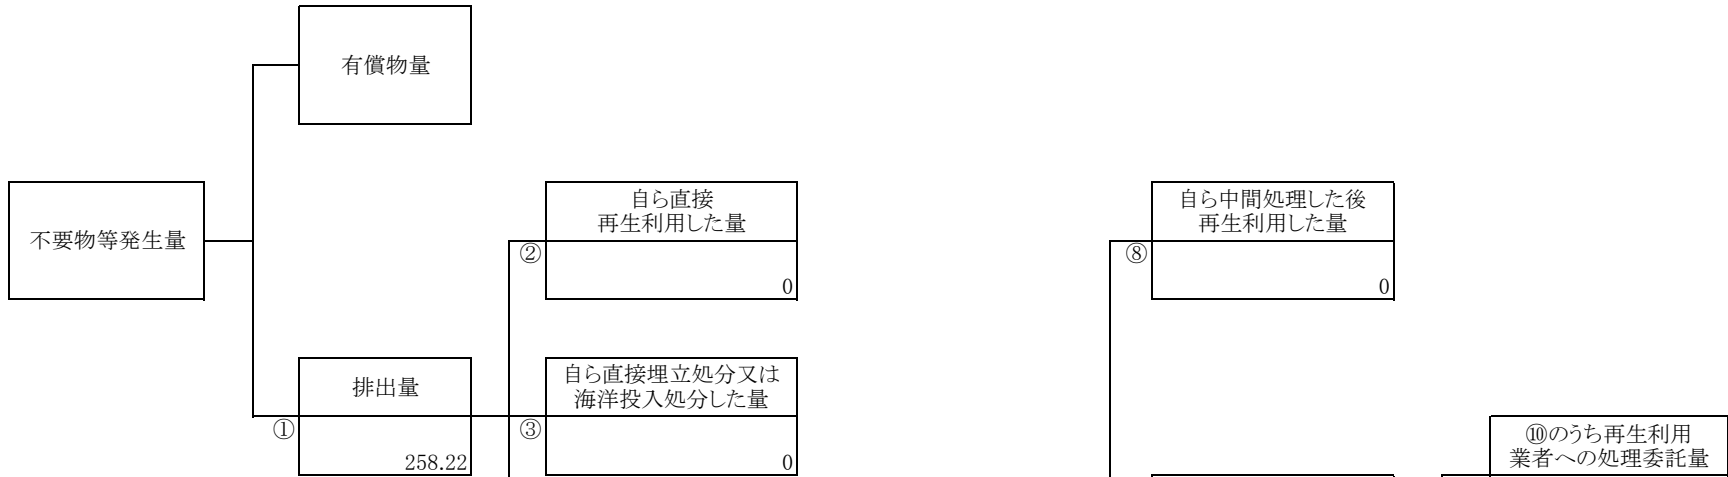 有償物量
不要物等発生量
自ら直接
再生利用した量
②
0
自ら中間処理した後
再生利用した量
⑧
0
排出量
①
258.22
自ら直接埋立処分又は
海洋投入処分した量
③
0
⑩のうち再生利用
業者への処理委託量